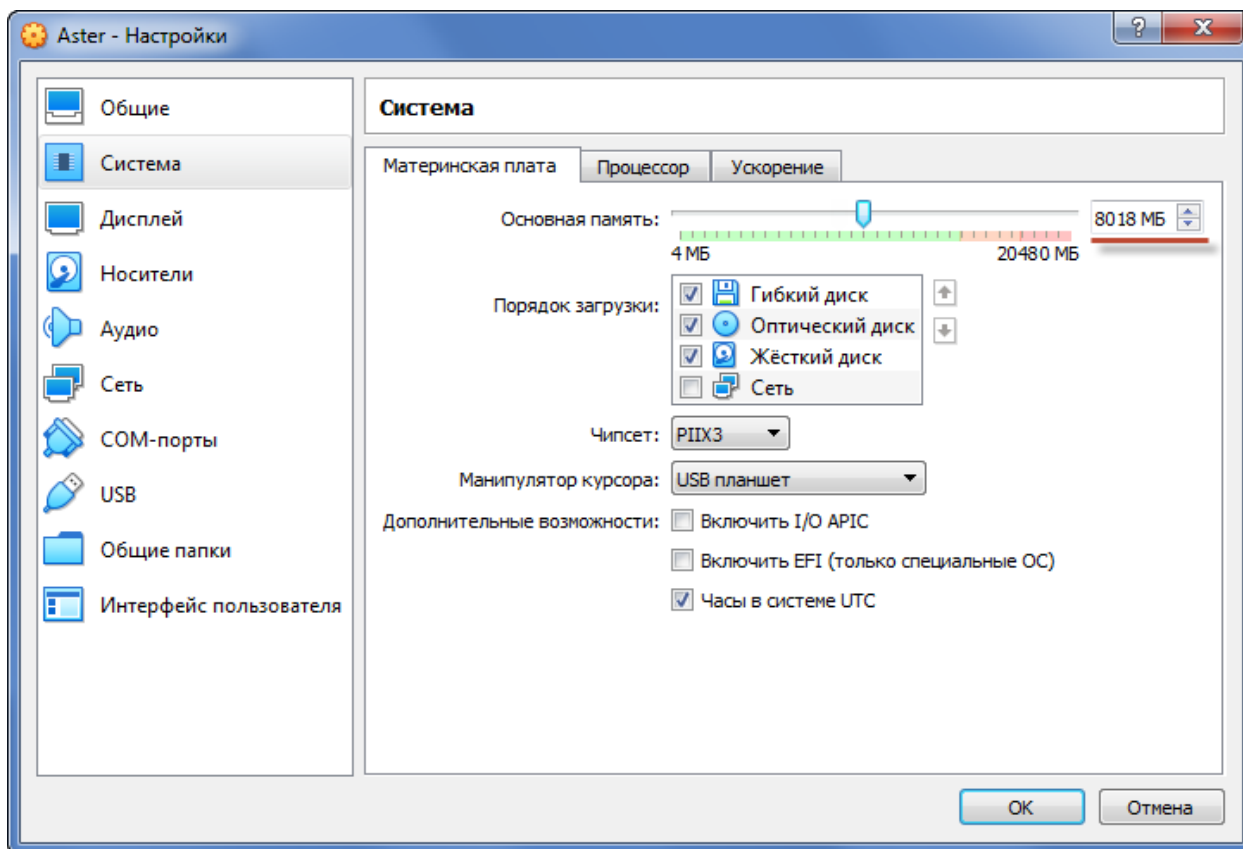 Aster - Настройки
Общие
Система
Дисплей
Носители
Аудио
Сеть
COM-порты
USB
Общие папки
Интерфейс пользователя
Система
Материнская плата
Процессор
Ускорение
Основная память:
8018 МБ
4 МБ
20480 МБ
Порядок загрузки:
Гибкий диск
Оптический диск
Жёсткий диск
Сеть
Чипсет:
PIIX3
Манипулятор курсора:
USB планшет
Дополнительные возможности:
Включить I/O APIC
Включить EFI (только специальные ОС)
Часы в системе UTC
OK
Отмена